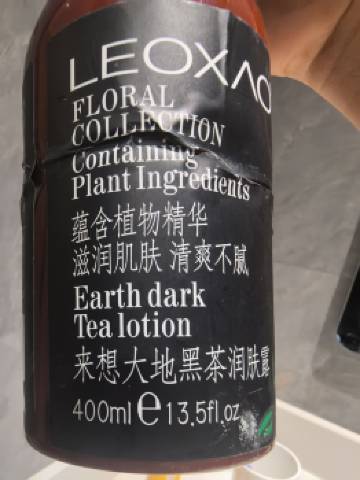 LEOXAO
FLORAL
COLLECTION
Containing
Plant Ingredients
蕴含植物精华
滋润肌肤 清爽不腻
Earth dark
Tea lotion
来想大地黑茶润肤露
400ml e 13.5fl.oz